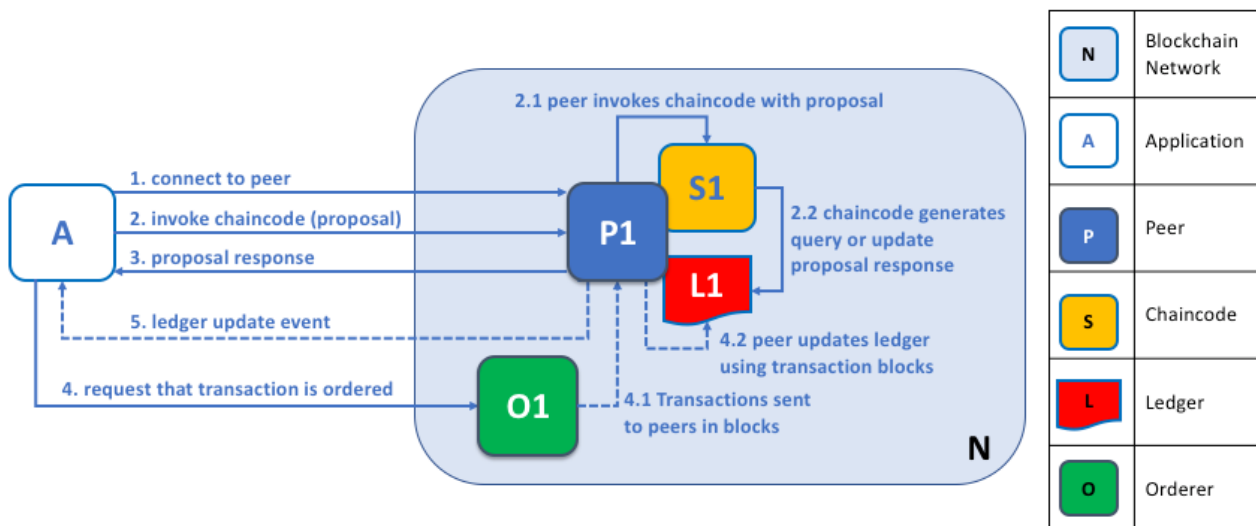 2.1 peer invokes chaincode with proposal
1. connect to peer
S1
A
2. invoke chaincode (proposal)
P1
2.2 chaincode generates
query or update
proposal response
3. proposal response
L1
5. ledger update event
4.2 peer updates ledger
using transaction blocks
4. request that transaction is ordered
O1
4.1 Transactions sent
to peers in blocks
N
N
Blockchain
Network
A
Application
P
Peer
S
Chaincode
L
Ledger
O
Orderer